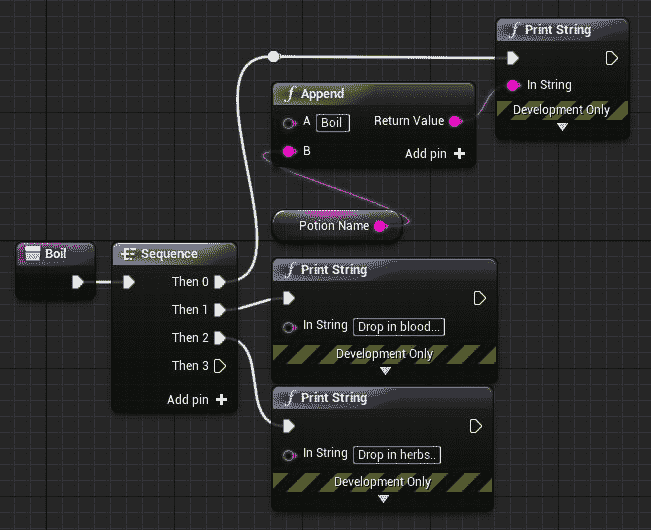 f Print String
In String
Development Only
f Append
A Boil Return Value
B
Add pin +
Potion Name
Boil
Sequence
Then 0
Then 1
Then 2
Then 3
Add pin +
Print String
In String Drop in blood...
Development Only
Print String
In String Drop in herbs..
Development Only